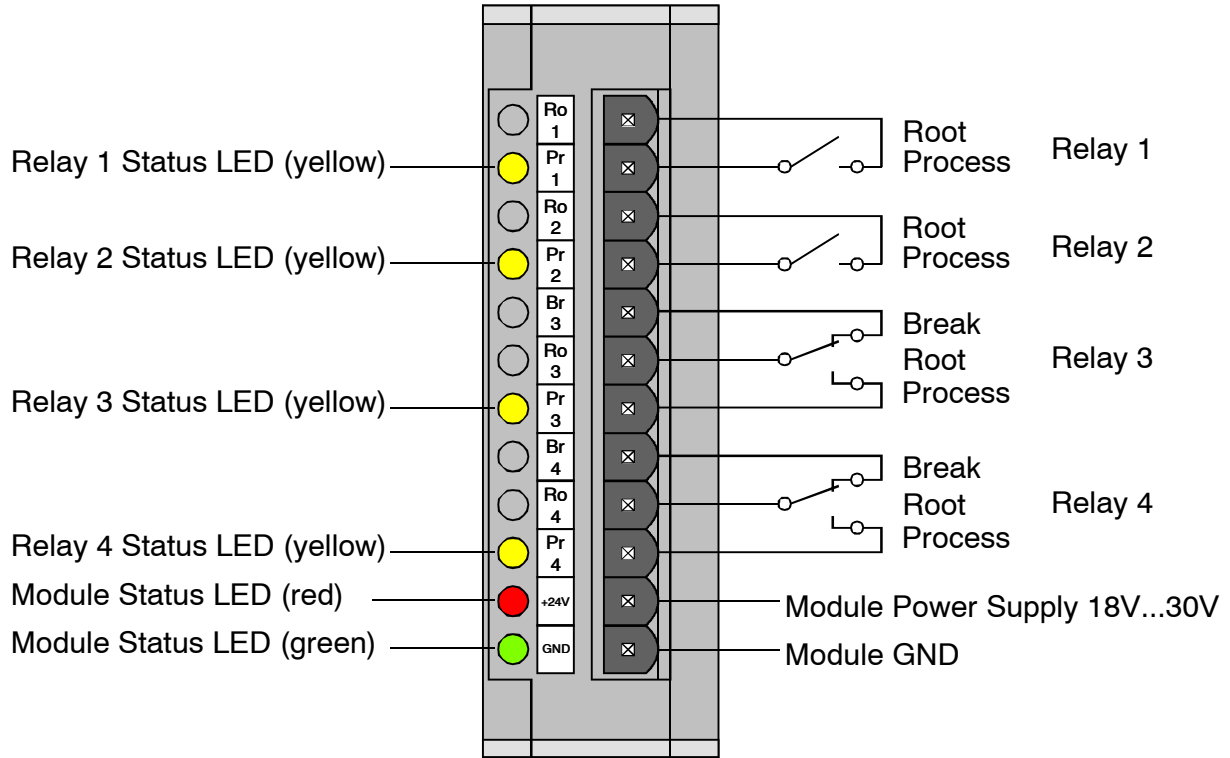 Ro
1
Root
Process
Relay 1
Relay 1 Status LED (yellow)
Pr
1
Ro
2
Root
Process
Relay 2
Relay 2 Status LED (yellow)
Pr
2
Br
3
Break
Root
Process
Relay 3
Ro
3
Relay 3 Status LED (yellow)
Pr
3
Br
4
Break
Root
Process
Relay 4
Ro
4
Relay 4 Status LED (yellow)
Pr
4
Module Status LED (red)
+24V
Module Power Supply 18V...30V
Module Status LED (green)
GND
Module GND